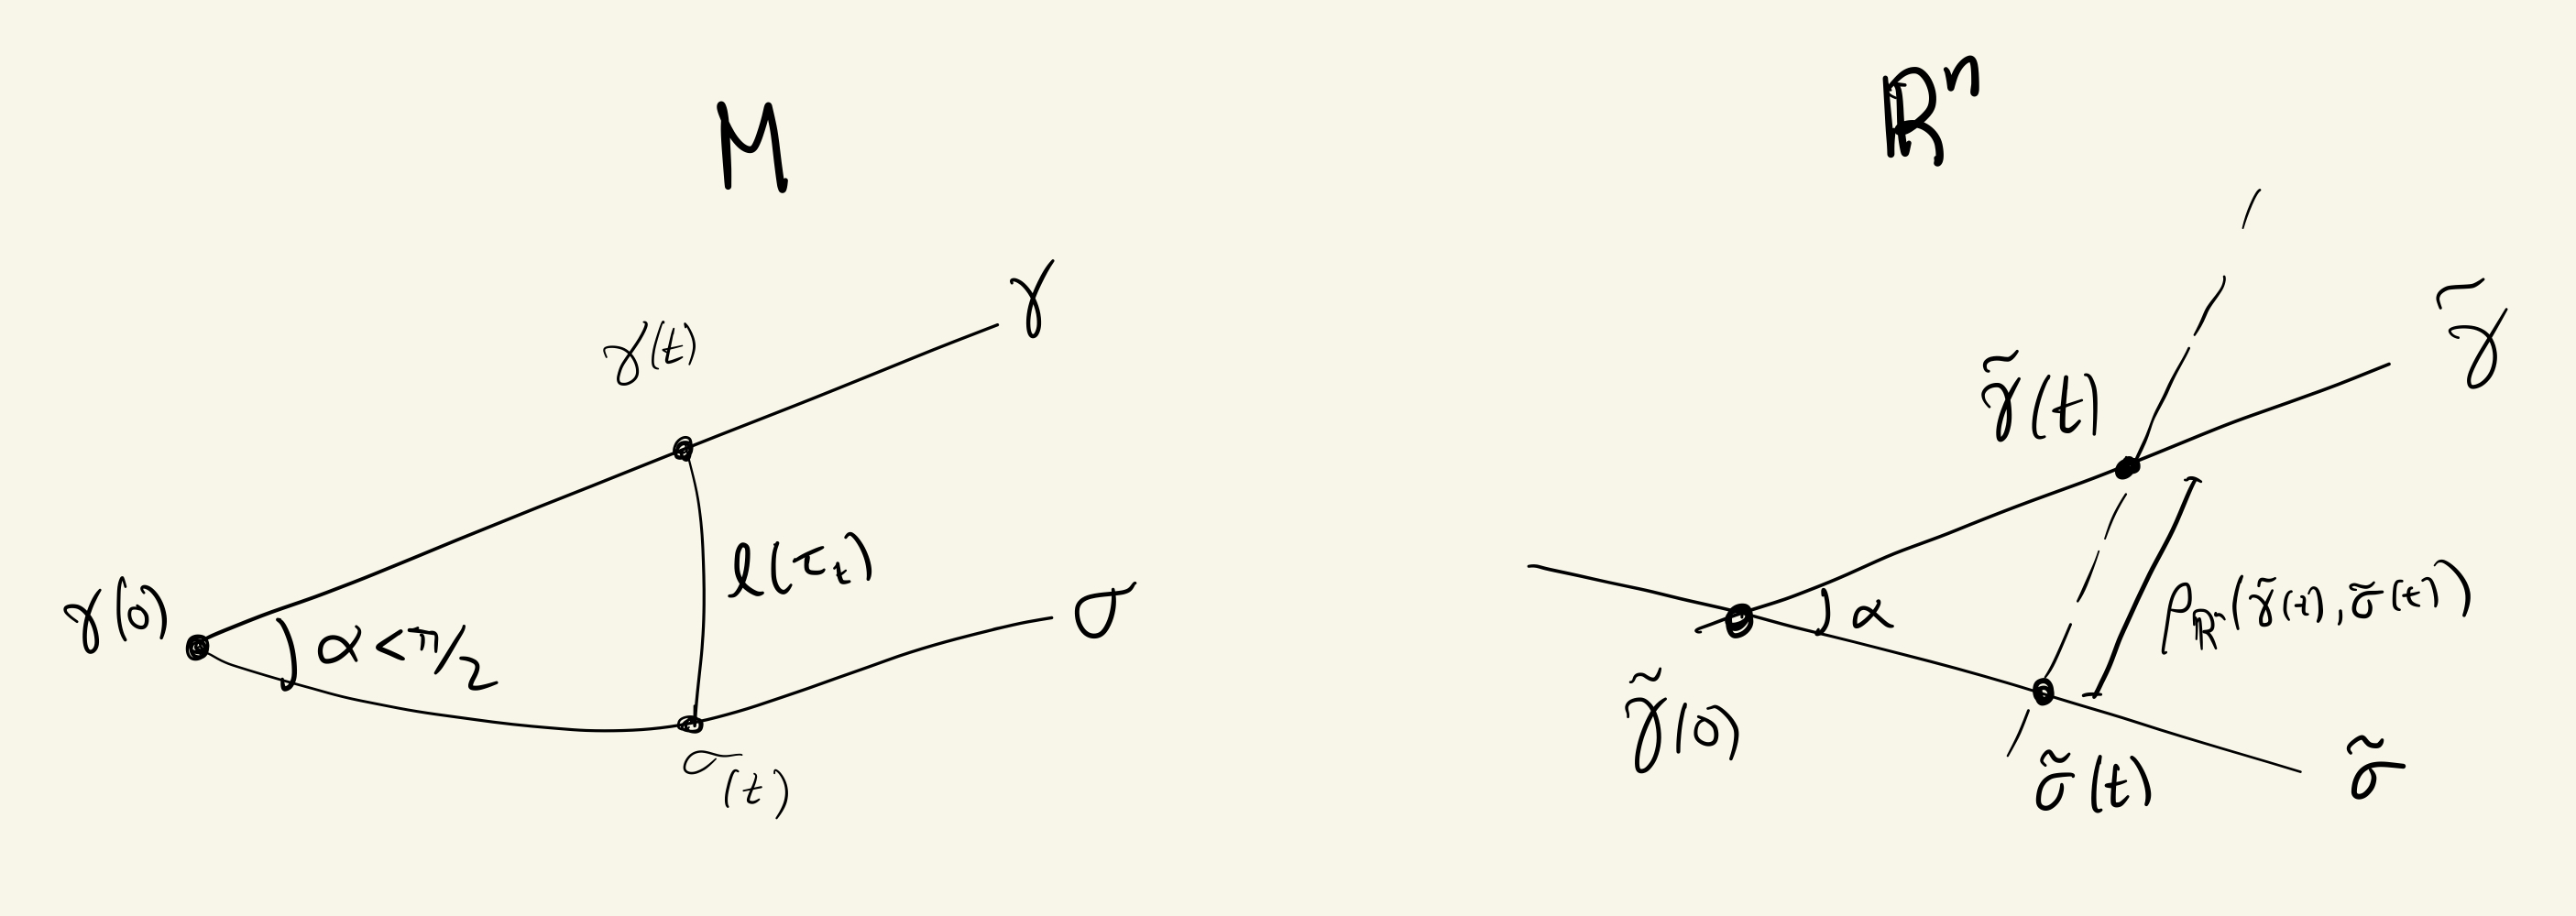 M
γ
γ(t)
l(τ_t)
γ(0)
α<π/2
σ
σ(t)
ℝⁿ
γ̃
γ̃(t)
α
ρ_ℝⁿ(γ̃(t),σ̃(t))
γ̃(0)
σ̃(t)
σ̃